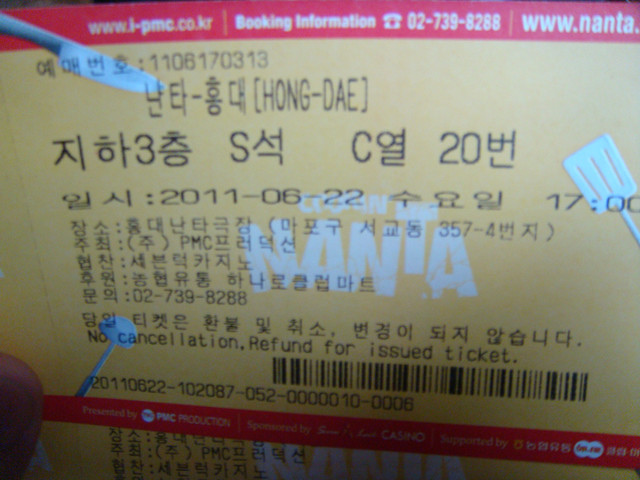 www.i-pmc.co.kr | Booking Information ☎ 02-739-8288 | www.nanta.
예매번호:1106170313
난타-홍대[HONG-DAE]
지하3층 S석 C열 20번
일시:2011-06-22 수요일 17:00
장소:홍대난타극장 (마포구 서교동 357-4번지)
주최:(주) PMC프러덕션
협찬:세븐럭카지노
후원:농협유통 하나로클럽마트
문의:02-739-8288
NANTA
당일 티켓은 환불 및 취소, 변경이 되지 않습니다.
No cancellation,Refund for issued ticket.
20110622-102087-052-0000010-0006
Presented by PMC PRODUCTION | Sponsored by Seven Luck CASINO | Supported by 농협유통
장소:홍대난타
주최:(주) PMC프러덕션
협찬:세븐럭카지
NANTA